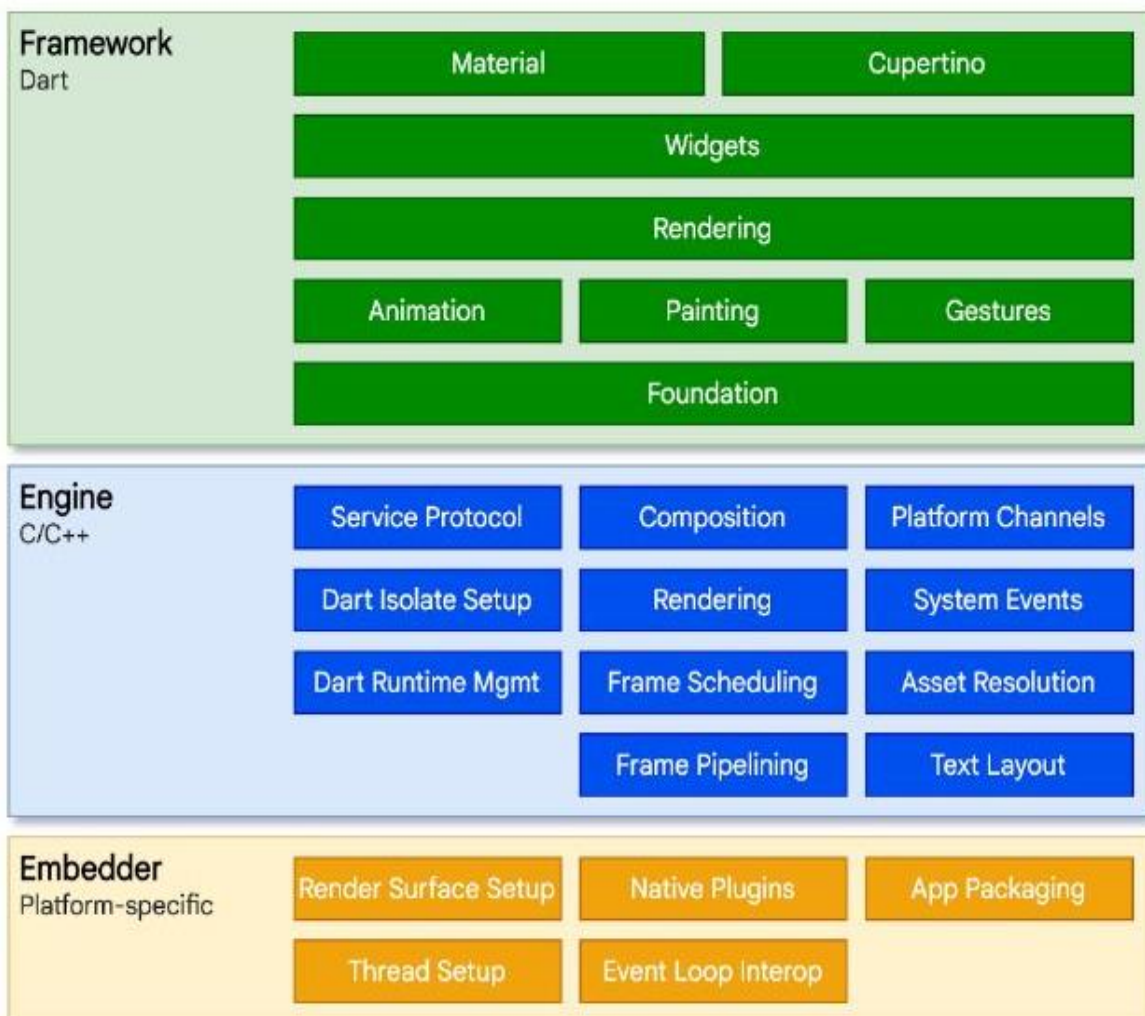 Framework
Dart
Material
Cupertino
Widgets
Rendering
Animation
Painting
Gestures
Foundation
Engine
C/C++
Service Protocol
Composition
Platform Channels
Dart Isolate Setup
Rendering
System Events
Dart Runtime Mgmt
Frame Scheduling
Asset Resolution
Frame Pipelining
Text Layout
Embedder
Platform-specific
Render Surface Setup
Native Plugins
App Packaging
Thread Setup
Event Loop Interop